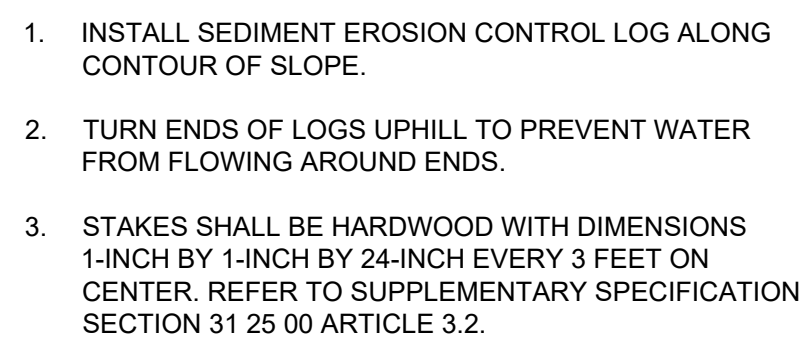 1. INSTALL SEDIMENT EROSION CONTROL LOG ALONG
CONTOUR OF SLOPE.
2. TURN ENDS OF LOGS UPHILL TO PREVENT WATER
FROM FLOWING AROUND ENDS.
3. STAKES SHALL BE HARDWOOD WITH DIMENSIONS
1-INCH BY 1-INCH BY 24-INCH EVERY 3 FEET ON
CENTER. REFER TO SUPPLEMENTARY SPECIFICATION
SECTION 31 25 00 ARTICLE 3.2.